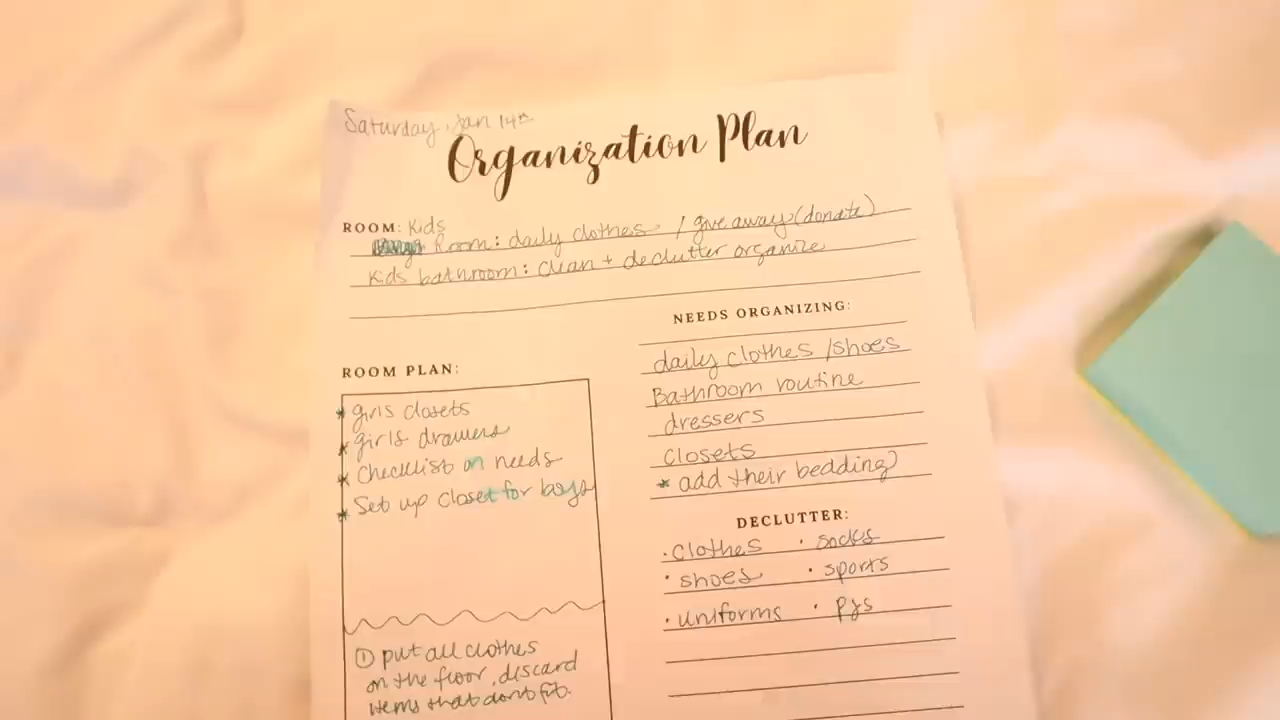 Saturday, Jan 14th
Organization Plan
ROOM: Kids
Room: daily clothes / give away (donate)
Kids bathroom: clean + declutter organize
NEEDS ORGANIZING:
daily clothes / shoes
Bathroom routine
dressers
closets
* add their bedding
ROOM PLAN:
* girls closets
* girls drawers
* Checklist on needs
* Set up closet for boys
① put all clothes
on the floor, discard
items that dont fit.
DECLUTTER:
· clothes · socks
· shoes · sports
· uniforms · pjs